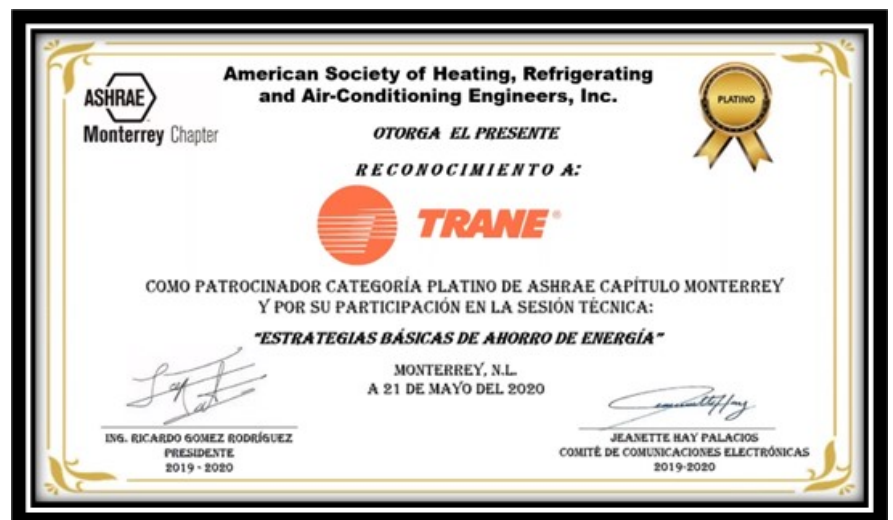 ASHRAE
Monterrey Chapter
American Society of Heating, Refrigerating
and Air-Conditioning Engineers, Inc.
PLATINO
OTORGA EL PRESENTE
RECONOCIMIENTO A:
TRANE®
COMO PATROCINADOR CATEGORÍA PLATINO DE ASHRAE CAPÍTULO MONTERREY
Y POR SU PARTICIPACIÓN EN LA SESIÓN TÉCNICA:
"ESTRATEGIAS BÁSICAS DE AHORRO DE ENERGÍA"
MONTERREY, N.L.
A 21 DE MAYO DEL 2020
ING. RICARDO GOMEZ RODRÍGUEZ
PRESIDENTE
2019 - 2020
JEANETTE HAY PALACIOS
COMITÉ DE COMUNICACIONES ELECTRÓNICAS
2019-2020